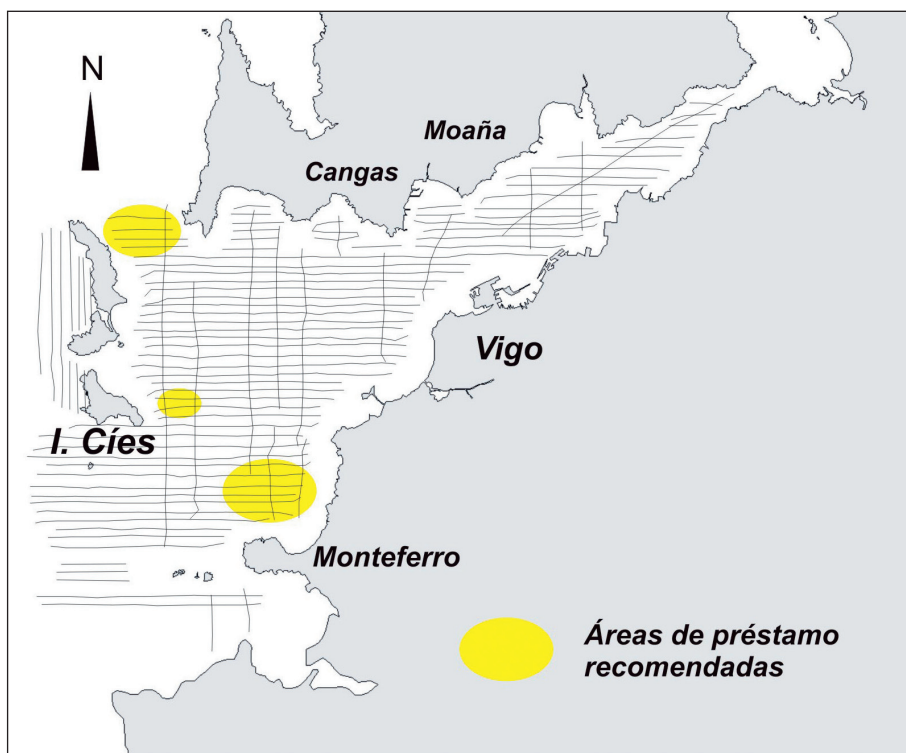 N
Moaña
Cangas
Vigo
I. Cíes
Monteferro
Áreas de préstamo
recomendadas